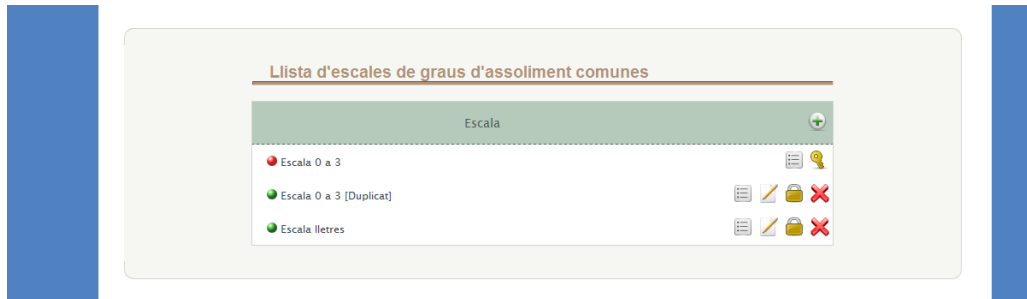 Llista d'escales de graus d'assoliment comunes
Escala
Escala 0 a 3
Escala 0 a 3 [Duplicat]
Escala lletres